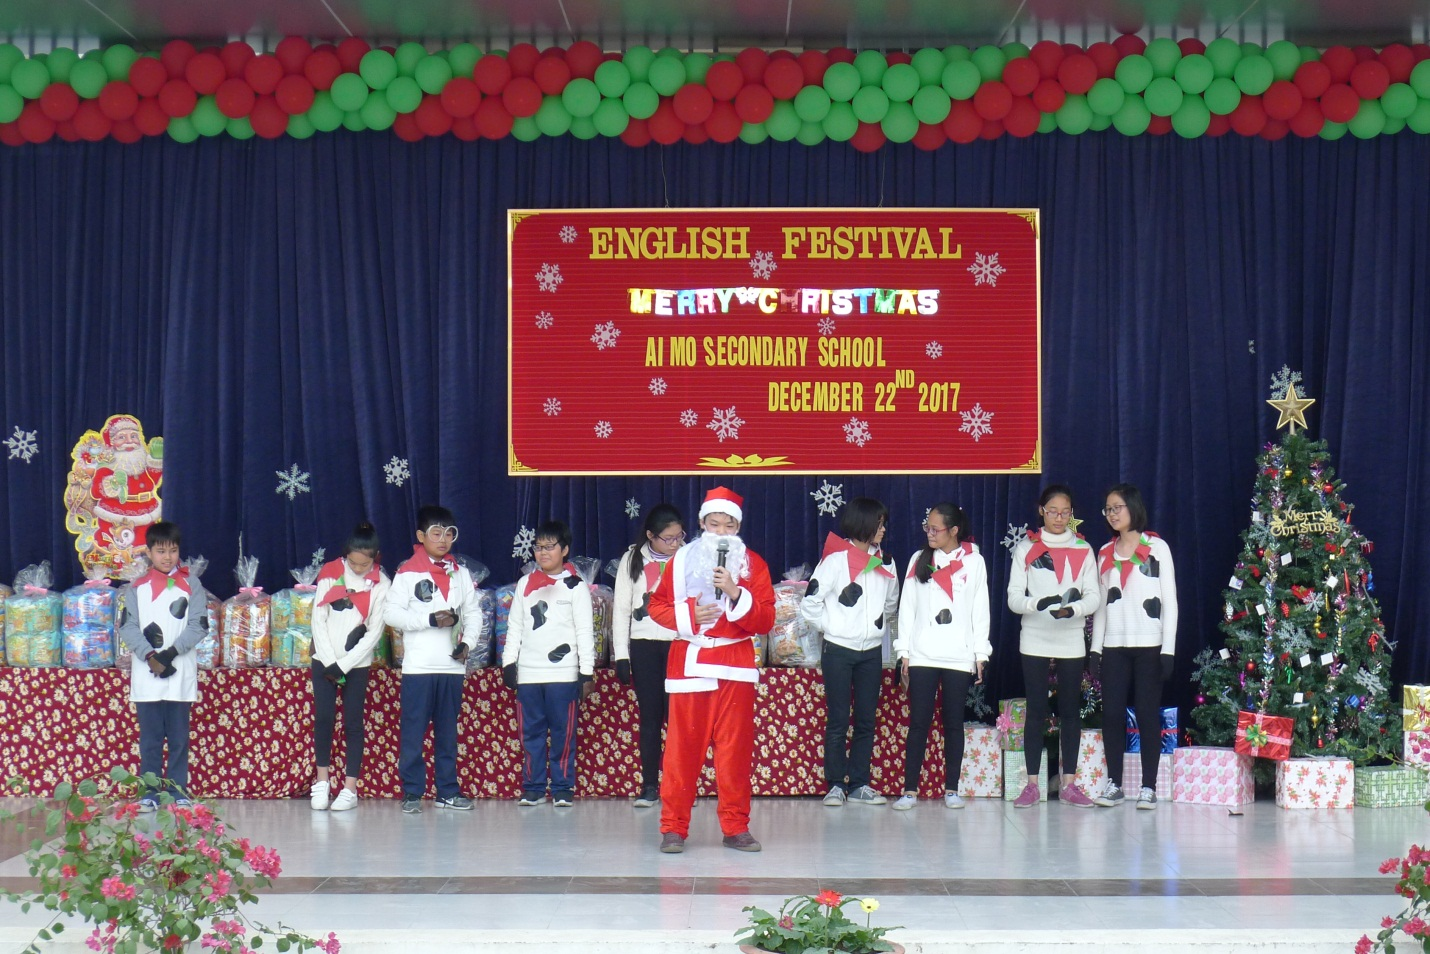 ENGLISH FESTIVAL
MERRY CHRISTMAS
AI MO SECONDARY SCHOOL
DECEMBER 22ND 2017
Merry
Christmas